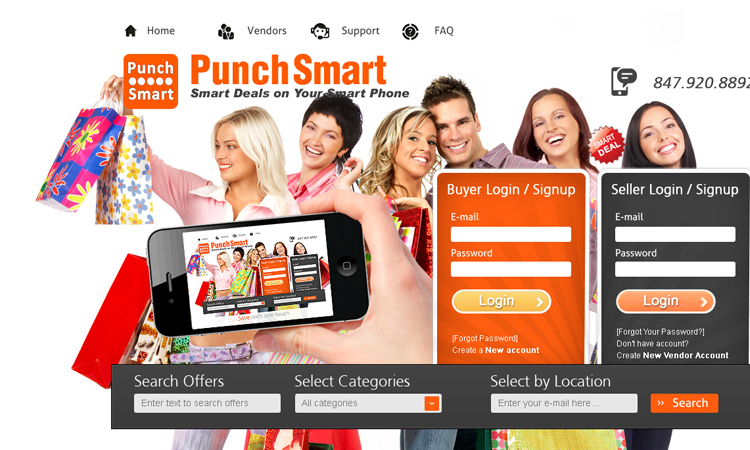 Home
Vendors
Support
FAQ
Punch
Smart
PunchSmart
Smart Deals on Your Smart Phone
847.920.889
SMART
DEAL
Buyer Login / Signup
E-mail
Password
Login
[Forgot Password]
Create a New account
Seller Login / Signup
E-mail
Password
Login
[Forgot Your Password?]
Don't have account?
Create New Vendor Account
PunchSmart
Save with one touch
Search Offers
Enter text to search offers
Select Categories
All categories
Select by Location
Enter your e-mail here...
Search